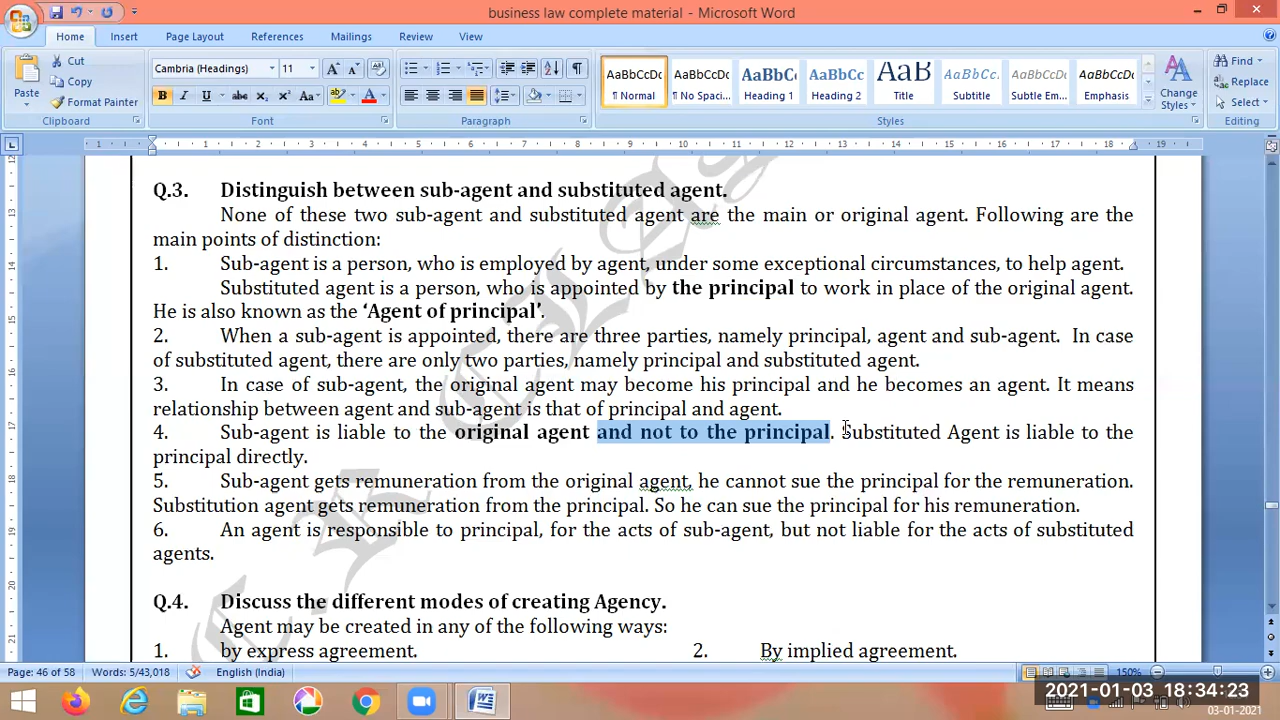 business law complete material - Microsoft Word
Home Insert Page Layout References Mailings Review View
Cut
Copy
Format Painter
Paste
Clipboard
Cambria (Headings) 11
Font
Paragraph
AaBbCcDc AaBbCcDc AaBbC AaBbCc AaB AaBbCc. AaBbCcDc AaBbCcDc
¶ Normal ¶ No Spaci... Heading 1 Heading 2 Title Subtitle Subtle Em... Emphasis
Change Styles
Styles
Find
Replace
Select
Editing
Q.3. Distinguish between sub-agent and substituted agent.
None of these two sub-agent and substituted agent are the main or original agent. Following are the
main points of distinction:
1. Sub-agent is a person, who is employed by agent, under some exceptional circumstances, to help agent.
Substituted agent is a person, who is appointed by the principal to work in place of the original agent.
He is also known as the ‘Agent of principal’.
2. When a sub-agent is appointed, there are three parties, namely principal, agent and sub-agent. In case
of substituted agent, there are only two parties, namely principal and substituted agent.
3. In case of sub-agent, the original agent may become his principal and he becomes an agent. It means
relationship between agent and sub-agent is that of principal and agent.
4. Sub-agent is liable to the original agent and not to the principal. Substituted Agent is liable to the
principal directly.
5. Sub-agent gets remuneration from the original agent, he cannot sue the principal for the remuneration.
Substitution agent gets remuneration from the principal. So he can sue the principal for his remuneration.
6. An agent is responsible to principal, for the acts of sub-agent, but not liable for the acts of substituted
agents.
Q.4. Discuss the different modes of creating Agency.
Agent may be created in any of the following ways:
1. by express agreement. 2. By implied agreement.
Page: 46 of 58 Words: 5/43,018 English (India) 150%
2021-01-03 18:34:23
03-01-2021